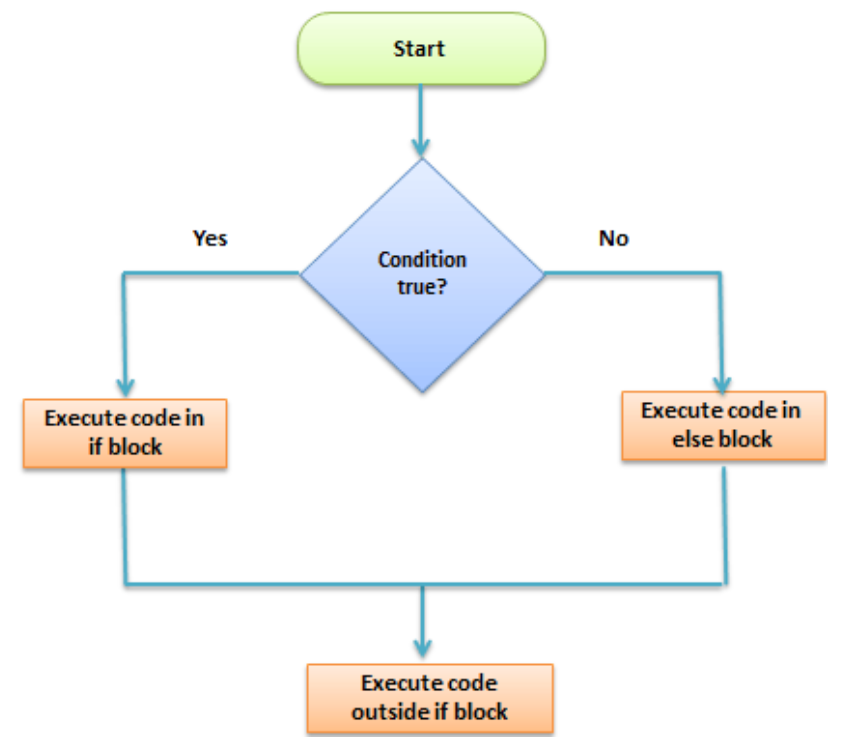 Start
Yes
No
Condition
true?
Execute code in
if block
Execute code in
else block
Execute code
outside if block